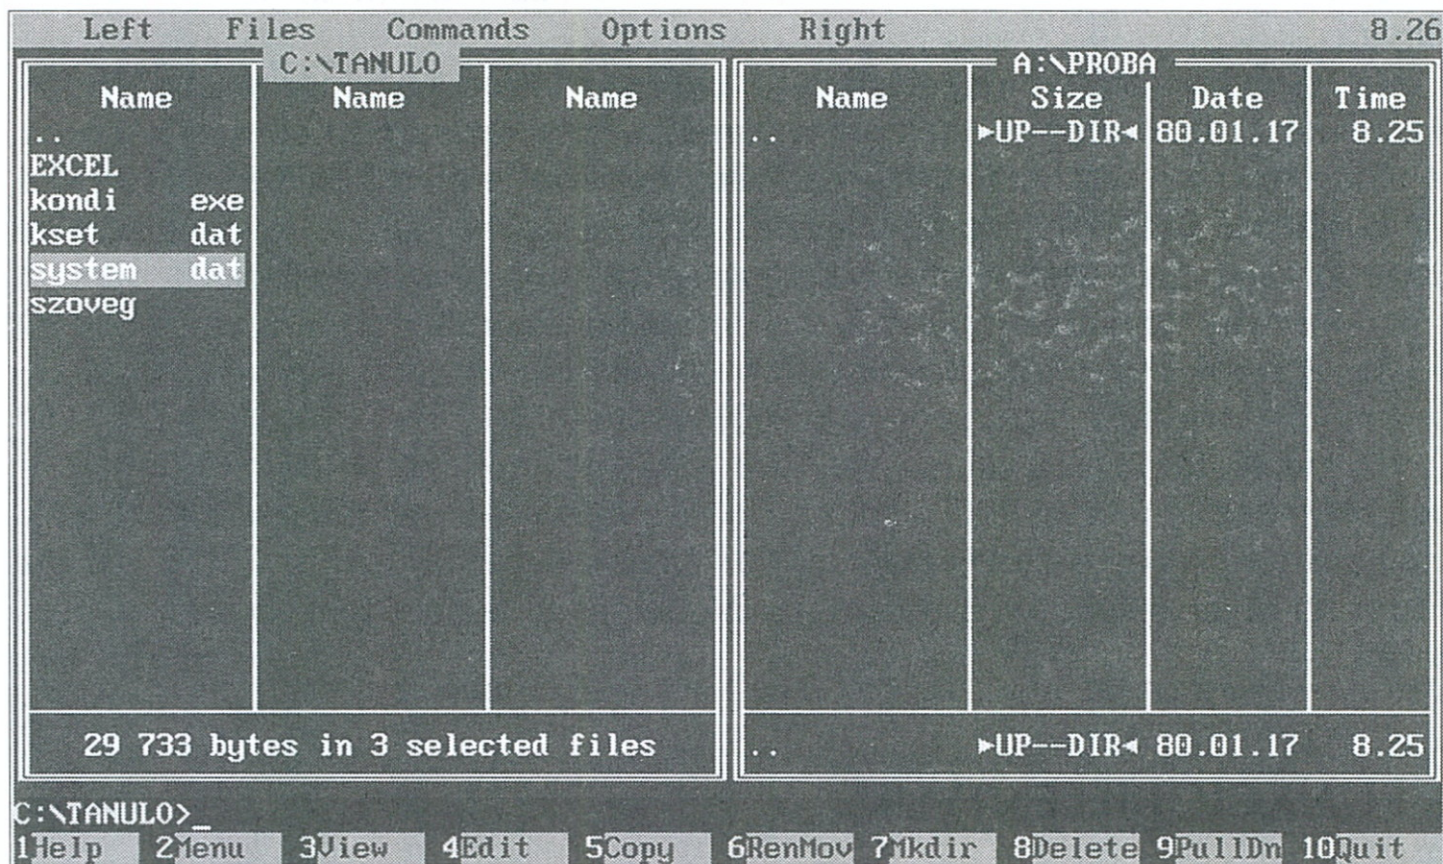 Left Files Commands Options Right 8.26
C:\TANULO
Name Name Name
..
EXCEL
kondi exe
kset dat
system dat
szoveg
29 733 bytes in 3 selected files
A:\PROBA
Name Size Date Time
.. ►UP--DIR◄ 80.01.17 8.25
.. ►UP--DIR◄ 80.01.17 8.25
C:\TANULO>_
1Help 2Menu 3View 4Edit 5Copy 6RenMov 7Mkdir 8Delete 9PullDn 10Quit